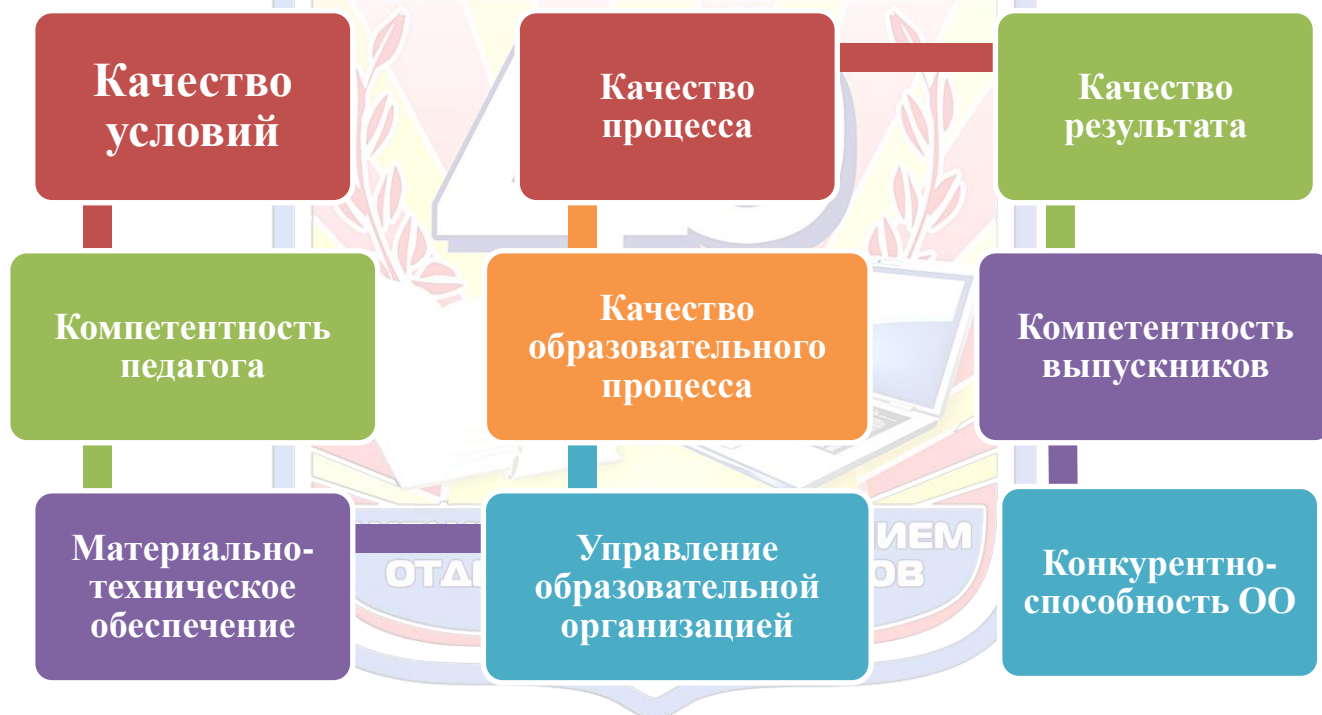 Качество
условий
Качество
процесса
Качество
результата
Компетентность
педагога
Качество
образовательного
процесса
Компетентность
выпускников
Материально-
техническое
обеспечение
Управление
образовательной
организацией
Конкурентно-
способность ОО